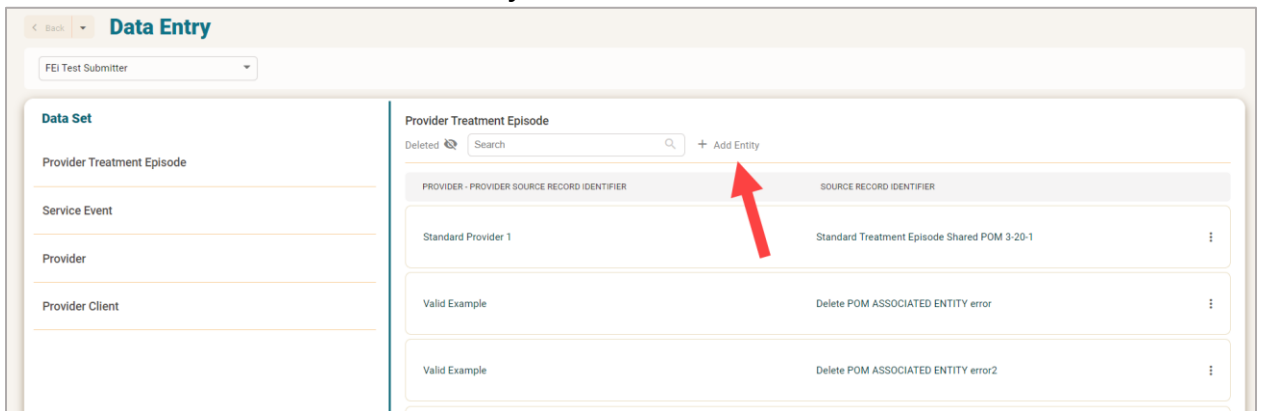 Back
Data Entry
FEi Test Submitter
Data Set
Provider Treatment Episode
Service Event
Provider
Provider Client
Provider Treatment Episode
Deleted
Search
+ Add Entity
PROVIDER - PROVIDER SOURCE RECORD IDENTIFIER
SOURCE RECORD IDENTIFIER
Standard Provider 1
Standard Treatment Episode Shared POM 3-20-1
Valid Example
Delete POM ASSOCIATED ENTITY error
Valid Example
Delete POM ASSOCIATED ENTITY error2